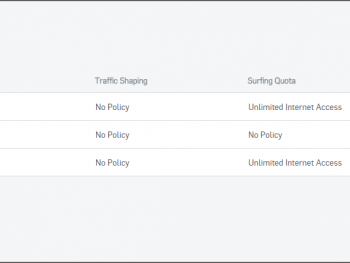 Traffic Shaping Surfing Quota
No Policy Unlimited Internet Access
No Policy No Policy
No Policy Unlimited Internet Access